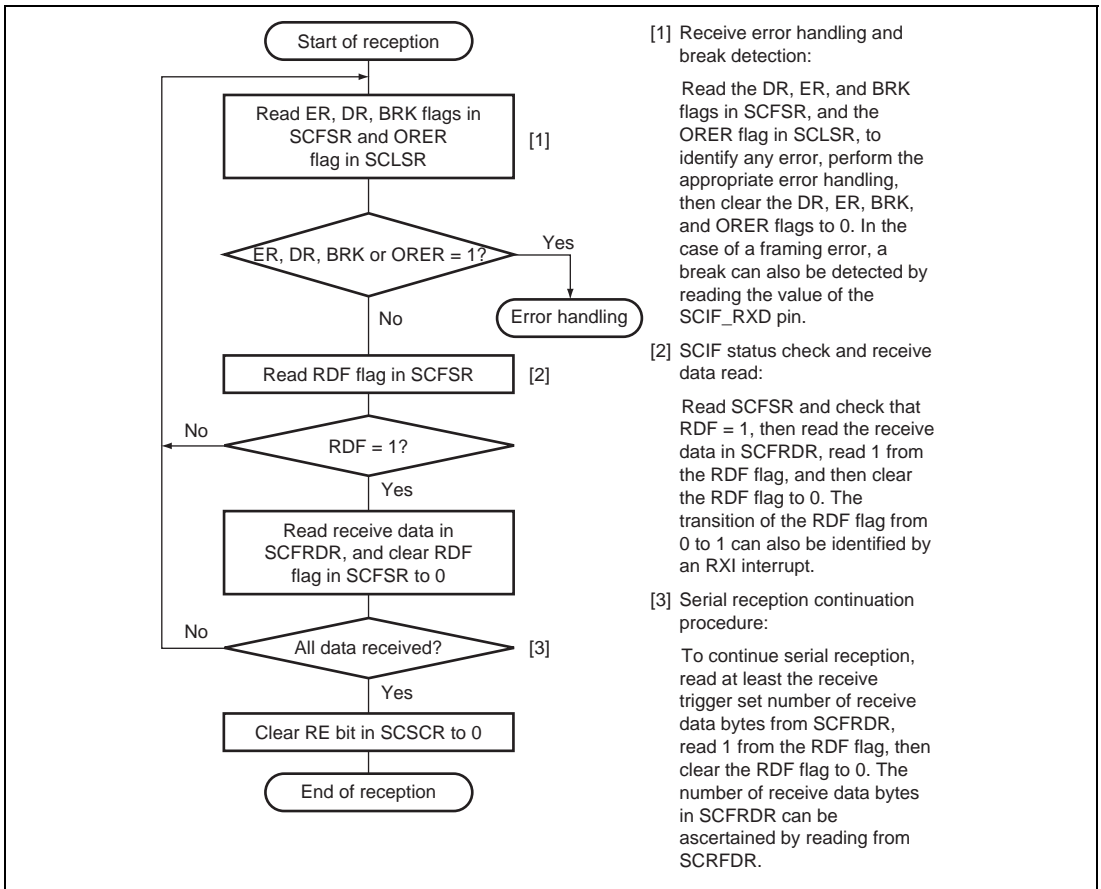 Start of reception
Read ER, DR, BRK flags in
SCFSR and ORER
flag in SCLSR
[1]
ER, DR, BRK or ORER = 1?
Yes
No
Error handling
Read RDF flag in SCFSR
[2]
No
RDF = 1?
Yes
Read receive data in
SCFRDR, and clear RDF
flag in SCFSR to 0
No
All data received?
[3]
Yes
Clear RE bit in SCSCR to 0
End of reception
[1] Receive error handling and
break detection:
Read the DR, ER, and BRK
flags in SCFSR, and the
ORER flag in SCLSR, to
identify any error, perform the
appropriate error handling,
then clear the DR, ER, BRK,
and ORER flags to 0. In the
case of a framing error, a
break can also be detected by
reading the value of the
SCIF_RXD pin.
[2] SCIF status check and receive
data read:
Read SCFSR and check that
RDF = 1, then read the receive
data in SCFRDR, read 1 from
the RDF flag, and then clear
the RDF flag to 0. The
transition of the RDF flag from
0 to 1 can also be identified by
an RXI interrupt.
[3] Serial reception continuation
procedure:
To continue serial reception,
read at least the receive
trigger set number of receive
data bytes from SCFRDR,
read 1 from the RDF flag, then
clear the RDF flag to 0. The
number of receive data bytes
in SCFRDR can be
ascertained by reading from
SCRFDR.